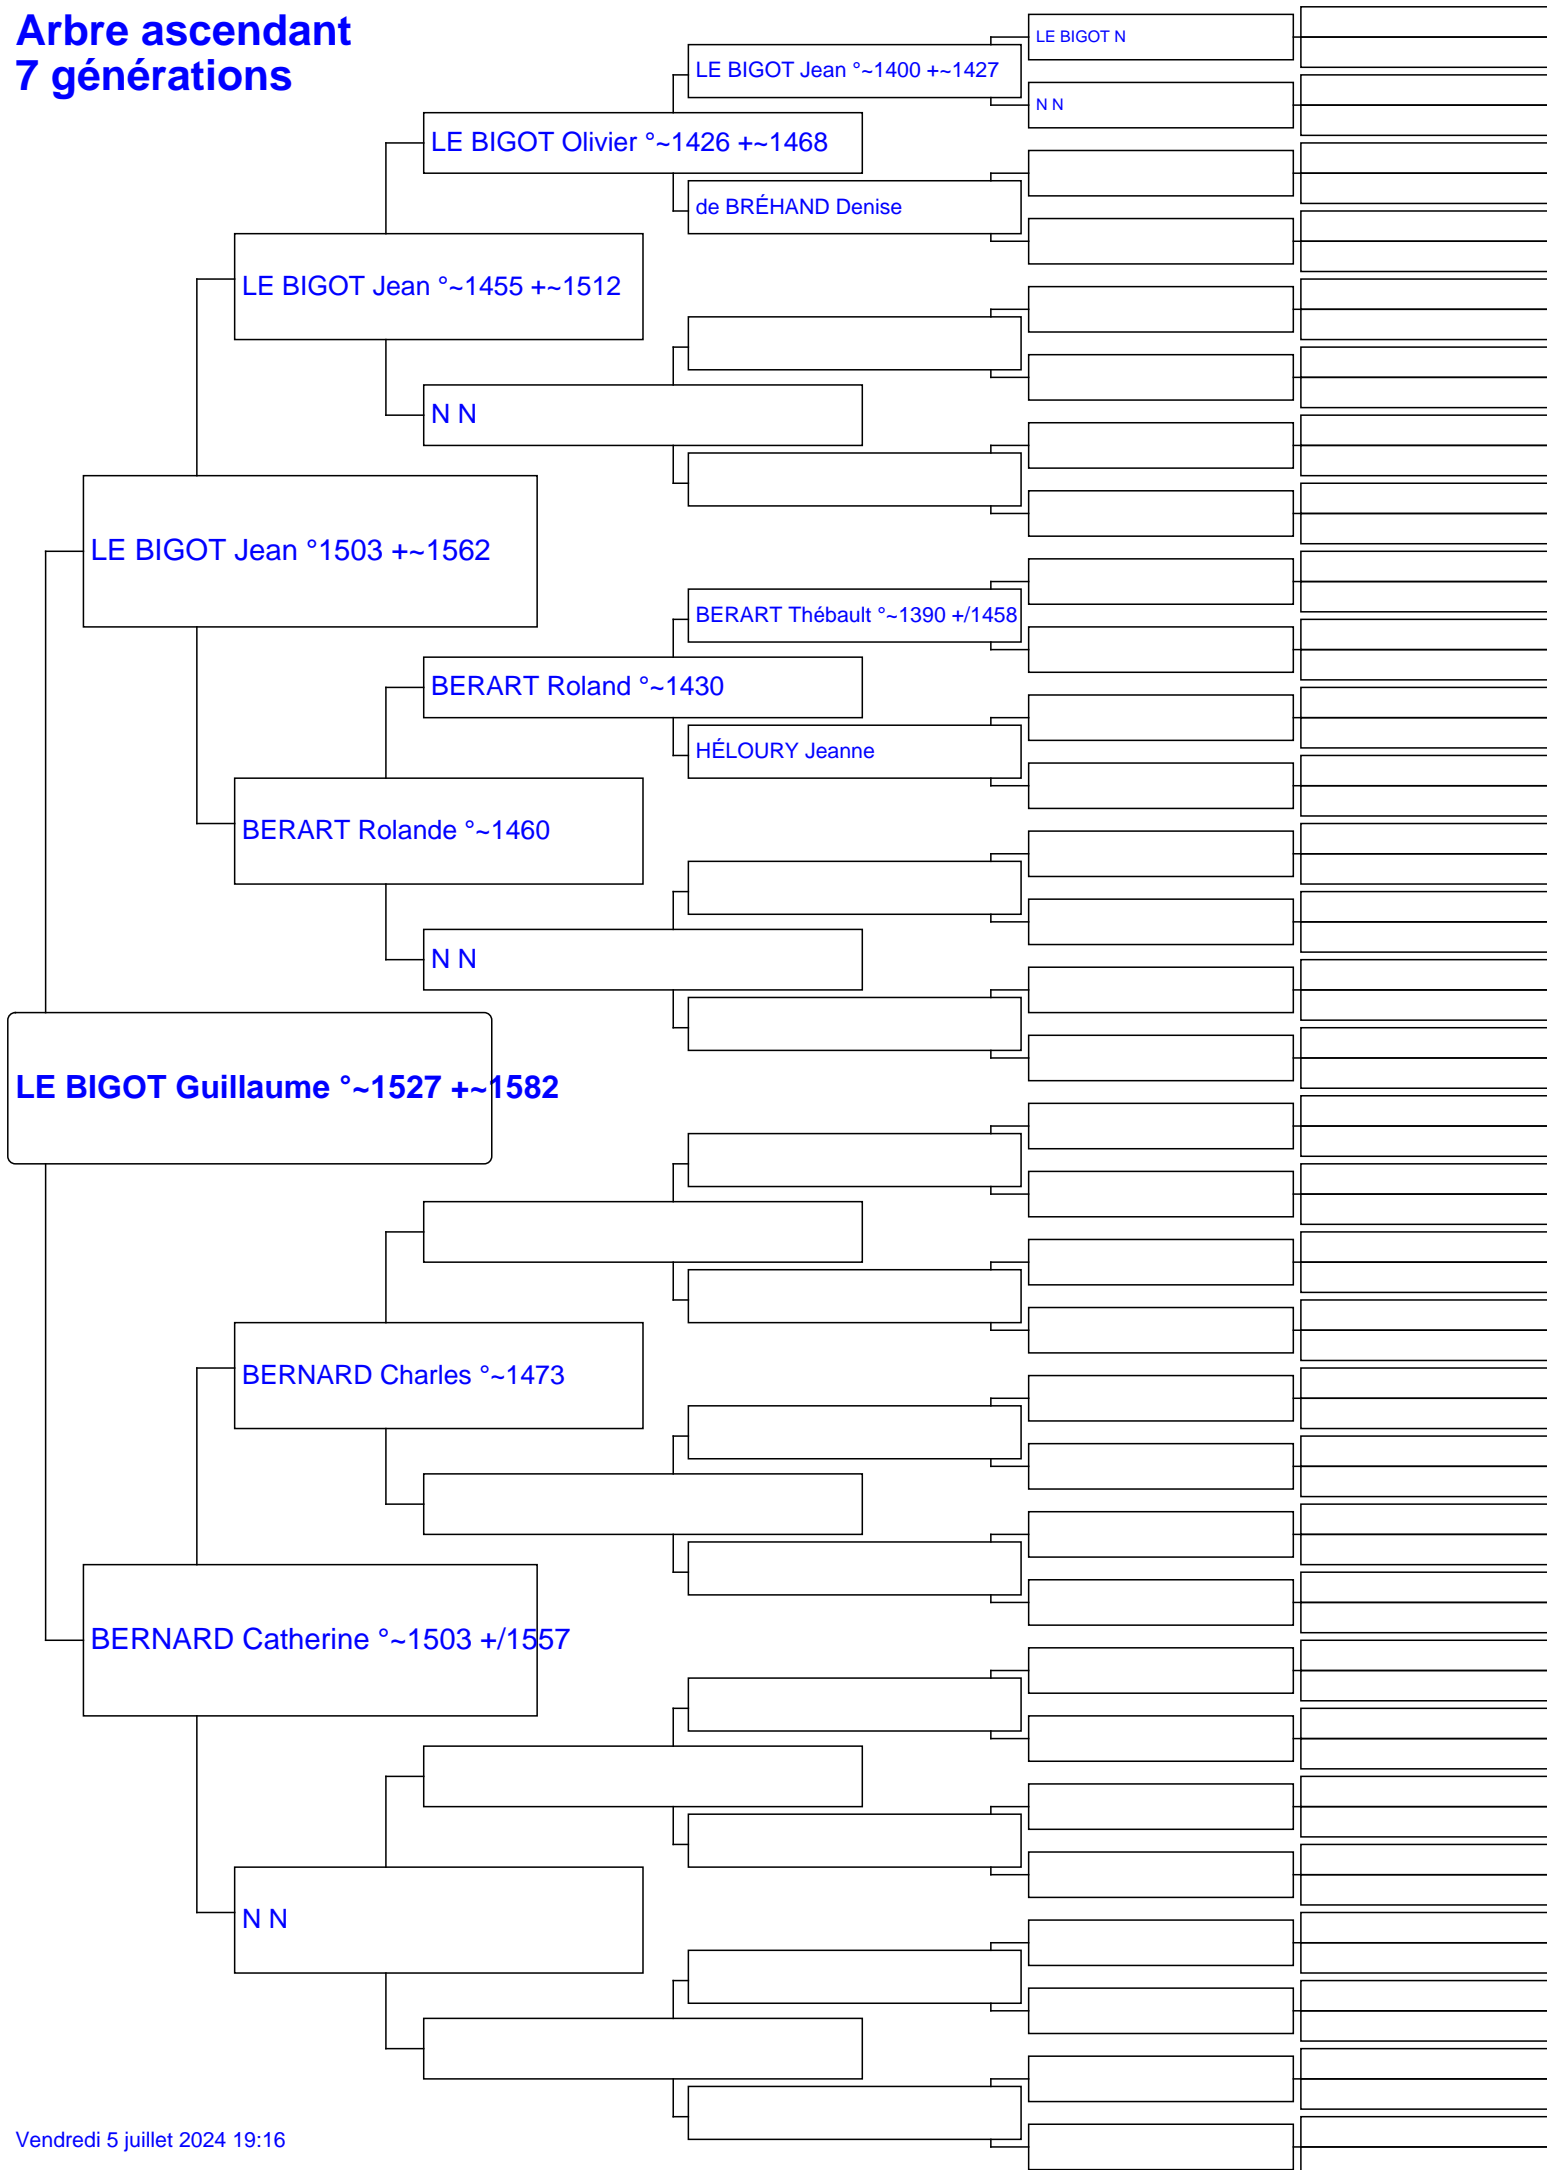 Arbre ascendant
7 générations
LE BIGOT N
LE BIGOT Jean °~1400 +~1427
N N
LE BIGOT Olivier °~1426 +~1468
de BRÉHAND Denise
LE BIGOT Jean °~1455 +~1512
N N
LE BIGOT Jean °1503 +~1562
BERART Thébault °~1390 +/1458
BERART Roland °~1430
HÉLOURY Jeanne
BERART Rolande °~1460
N N
LE BIGOT Guillaume °~1527 +~1582
BERNARD Charles °~1473
BERNARD Catherine °~1503 +/1557
N N
Vendredi 5 juillet 2024 19:16